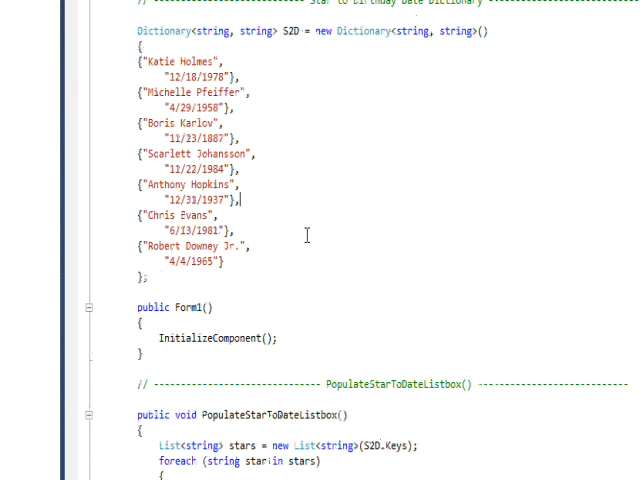 // ---------------------------- Star to Birthday Date Dictionary ----------------------------
Dictionary<string, string> S2D = new Dictionary<string, string>()
{
{"Katie Holmes",
"12/18/1978"},
{"Michelle Pfeiffer",
"4/29/1958"},
{"Boris Karlov",
"11/23/1887"},
{"Scarlett Johansson",
"11/22/1984"},
{"Anthony Hopkins",
"12/31/1937"},
{"Chris Evans",
"6/13/1981"},
{"Robert Downey Jr.",
"4/4/1965"}
};
public Form1()
{
InitializeComponent();
}
// ------------------------------ PopulateStarToDateListbox() ---------------------------
public void PopulateStarToDateListbox()
{
List<string> stars = new List<string>(S2D.Keys);
foreach (string star in stars)
{